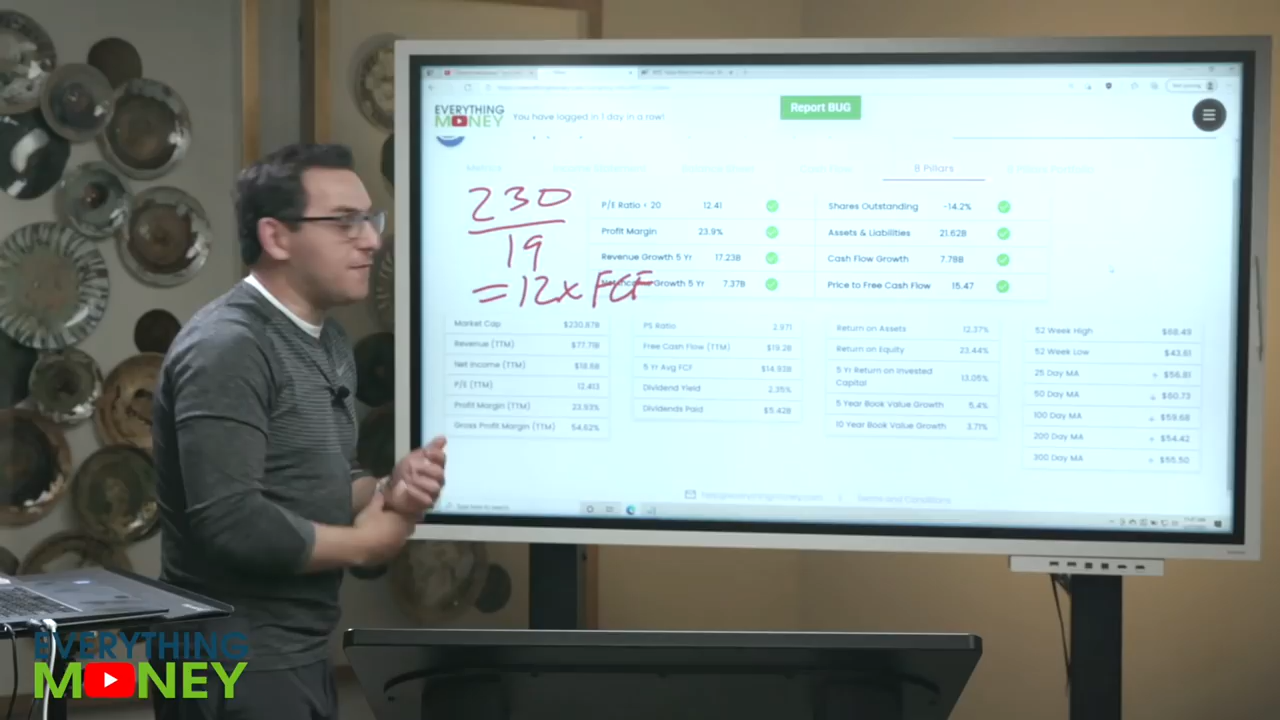 EVERYTHING
MONEY
You have logged in 1 day in a row!
Report BUG
8 Pillars
230
19
= 12x FCF
P/E Ratio < 20 12.41
Profit Margin 23.9%
Revenue Growth 5 Yr 17.23B
Growth 5 Yr 7.37B
Shares Outstanding -14.2%
Assets & Liabilities 21.62B
Cash Flow Growth 7.78B
Price to Free Cash Flow 15.47
Market Cap $230.87B
Revenue (TTM) $77.71B
Net Income (TTM) $18.6B
P/E (TTM) 12.413
Profit Margin (TTM) 23.93%
Gross Profit Margin (TTM) 54.62%
PS Ratio 2.971
Free Cash Flow (TTM) $19.2B
5 Yr Avg FCF $14.92B
Dividend Yield 2.35%
Dividends Paid $5.42B
Return on Assets 12.37%
Return on Equity 23.44%
5 Yr Return on Invested
Capital 13.05%
5 Year Book Value Growth 5.4%
10 Year Book Value Growth 3.71%
52 Week High $68.49
52 Week Low $43.61
25 Day MA $56.81
50 Day MA $60.73
100 Day MA $59.68
200 Day MA $54.42
300 Day MA $55.50
Terms and Conditions
EVERYTHING
MONEY